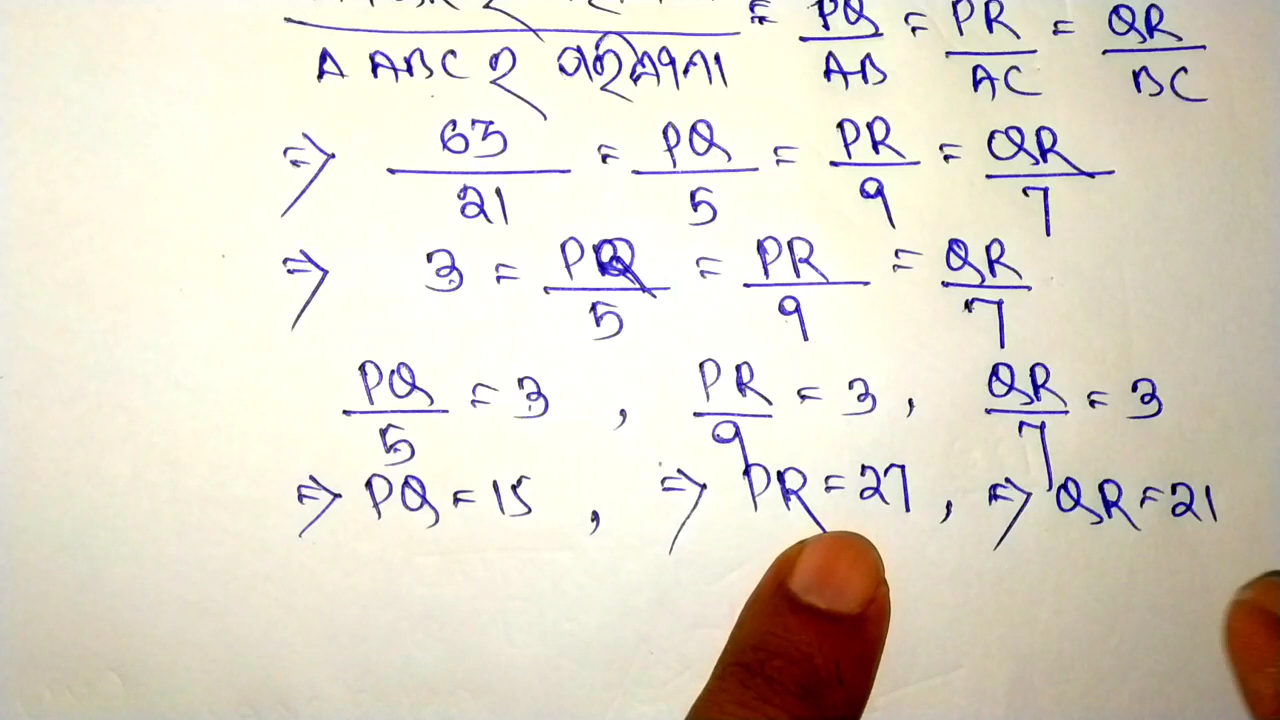 = PQ/AB = PR/AC = QR/BC
Δ ABC ର ପରିସୀମା
⇒ 63/21 = PQ/5 = PR/9 = QR/7
⇒ 3 = PQ/5 = PR/9 = QR/7
PQ/5 = 3 , PR/9 = 3 , QR/7 = 3
⇒ PQ = 15 , ⇒ PR = 27 , ⇒ QR = 21